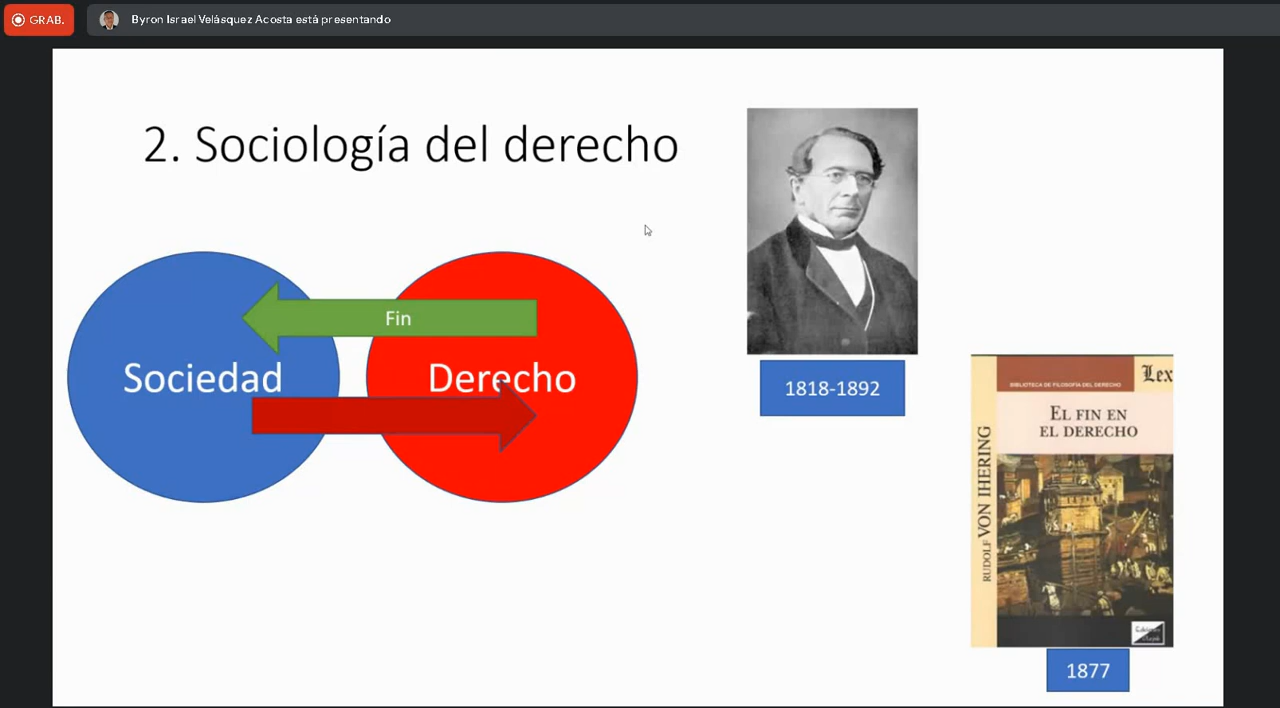 GRAB.
Byron Israel Velásquez Acosta está presentando
2. Sociología del derecho
Fin
Sociedad
Derecho
1818-1892
BIBLIOTECA DE FILOSOFÍA DEL DERECHO
Lex
EL FIN EN
EL DERECHO
RUDOLF VON IHERING
1877